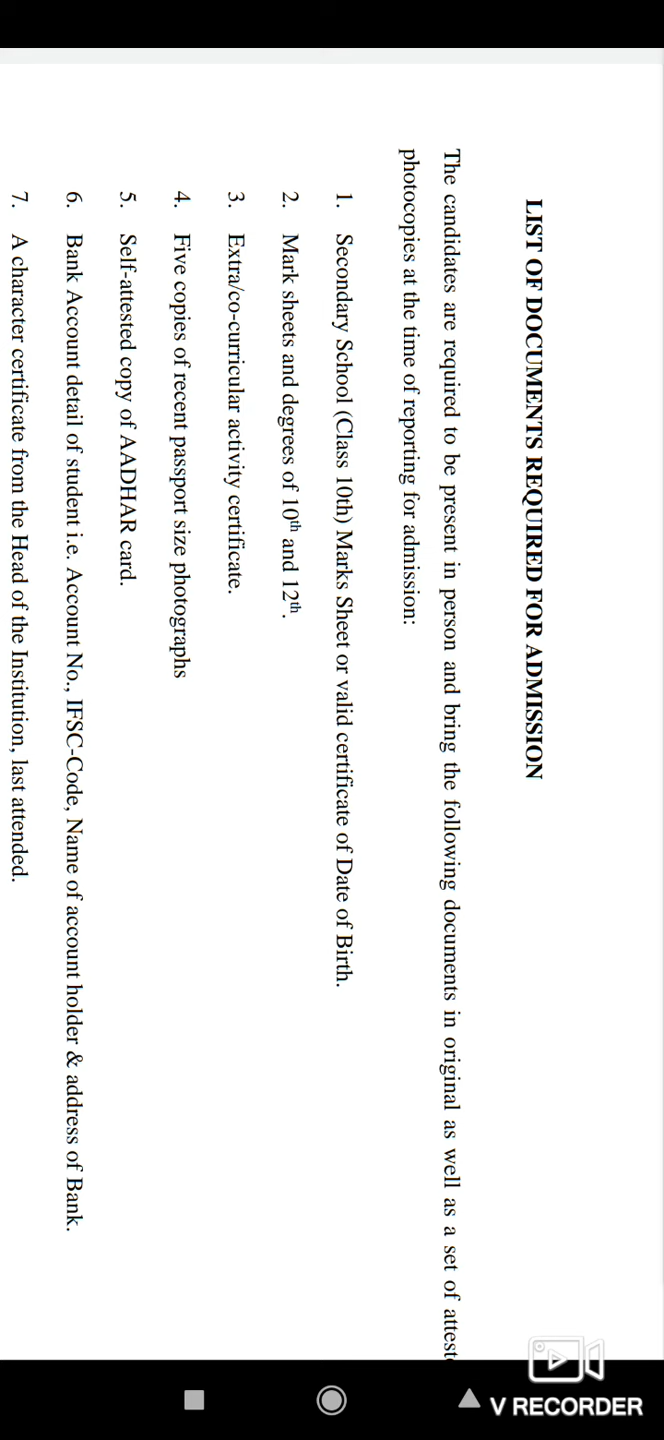 LIST OF DOCUMENTS REQUIRED FOR ADMISSION
The candidates are required to be present in person and bring the following documents in original as well as a set of
photocopies at the time of reporting for admission:
1. Secondary School (Class 10th) Marks Sheet or valid certificate of Date of Birth.
2. Mark sheets and degrees of 10th and 12th.
3. Extra/co-curricular activity certificate.
4. Five copies of recent passport size photographs
5. Self-attested copy of AADHAR card.
6. Bank Account detail of student i.e. Account No., IFSC-Code, Name of account holder & address of Bank.
7. A character certificate from the Head of the Institution, last attended.
V RECORDER